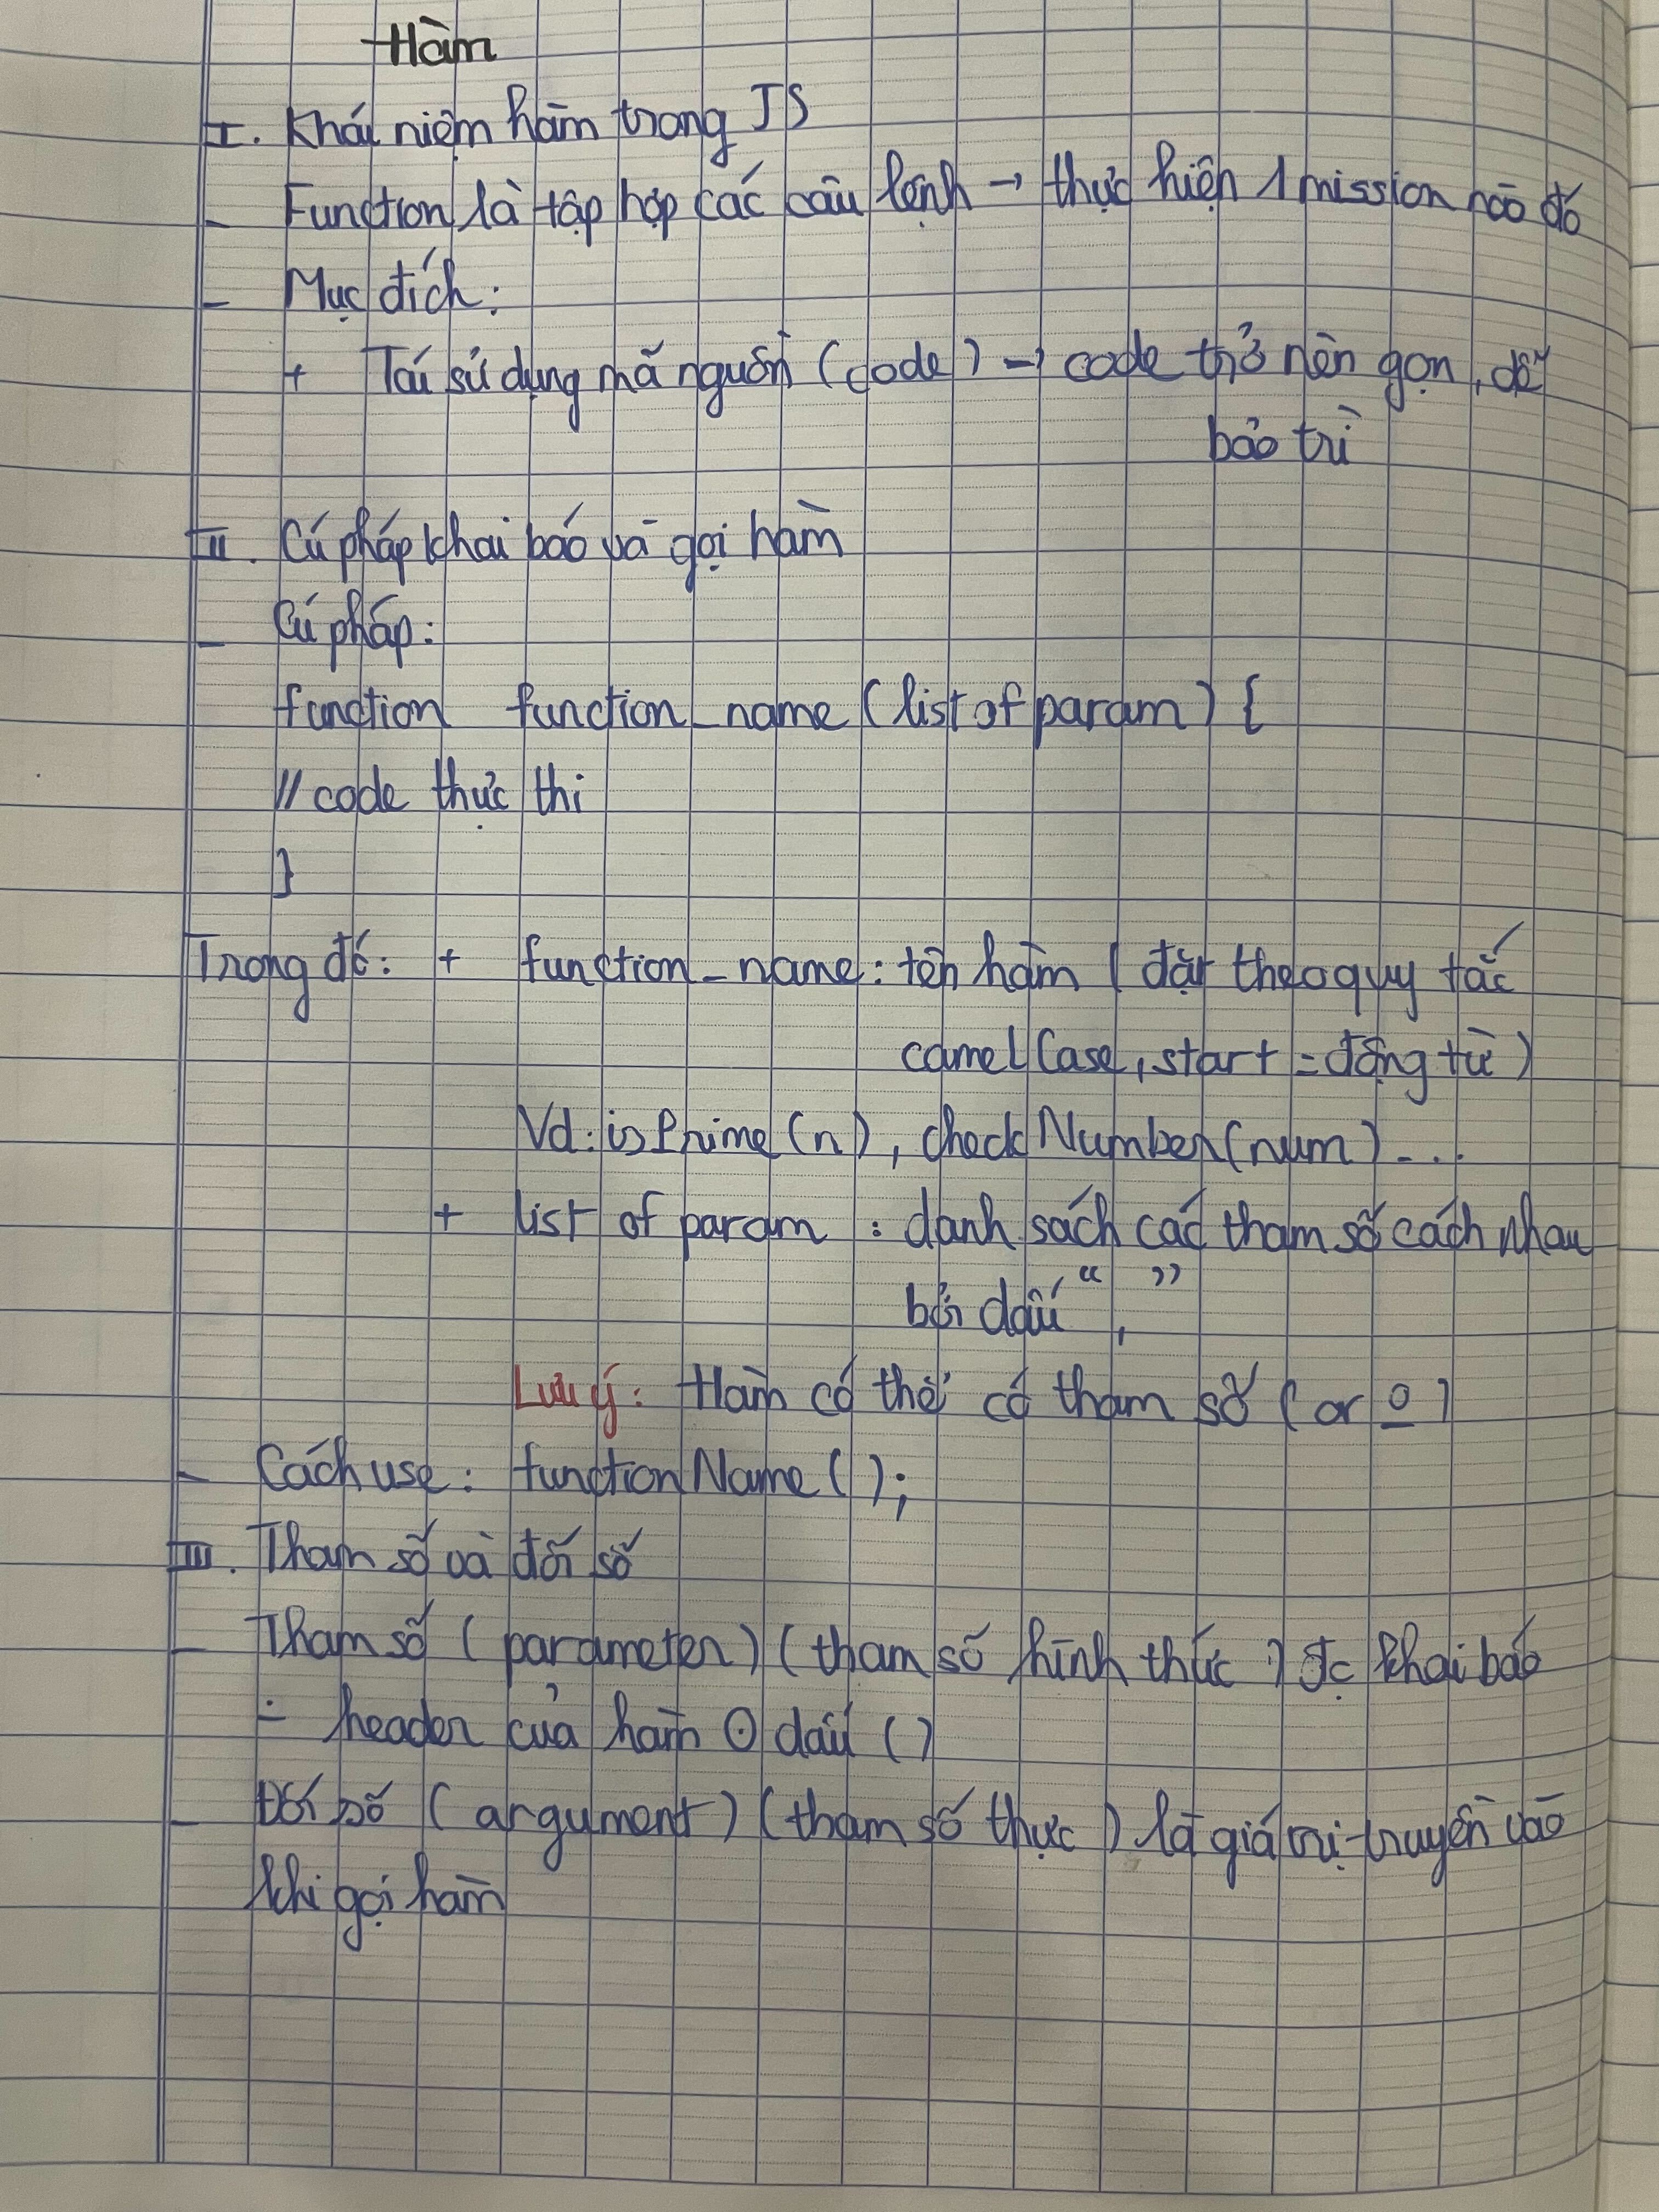 Hàm
I. Khái niệm hàm trong JS
- Function là tập hợp các câu lệnh → thực hiện 1 mission nào đó
- Mục đích:
+ Tái sử dụng mã nguồn (code) → code trở nên gọn, dễ
bảo trì
II. Cú pháp khai báo và gọi hàm
- Cú pháp:
function function_name (list of param) {
// code thực thi
}
Trong đó: + function_name: tên hàm ( đặt theo quy tắc
camelCase, start = động từ )
Vd: isPrime(n), checkNumber(num)...
+ list of param : danh sách các tham số cách nhau
bởi dấu “ , ”
Lưu ý: Hàm có thể có tham số ( or o )
- Cách use: functionName ( );
III. Tham số và đối số
- Tham số ( parameter ) ( tham số hình thức ) đc khai báo
header của hàm ⊙ dấu ( )
- Đối số ( argument ) ( tham số thực ) là giá trị truyền vào
khi gọi hàm